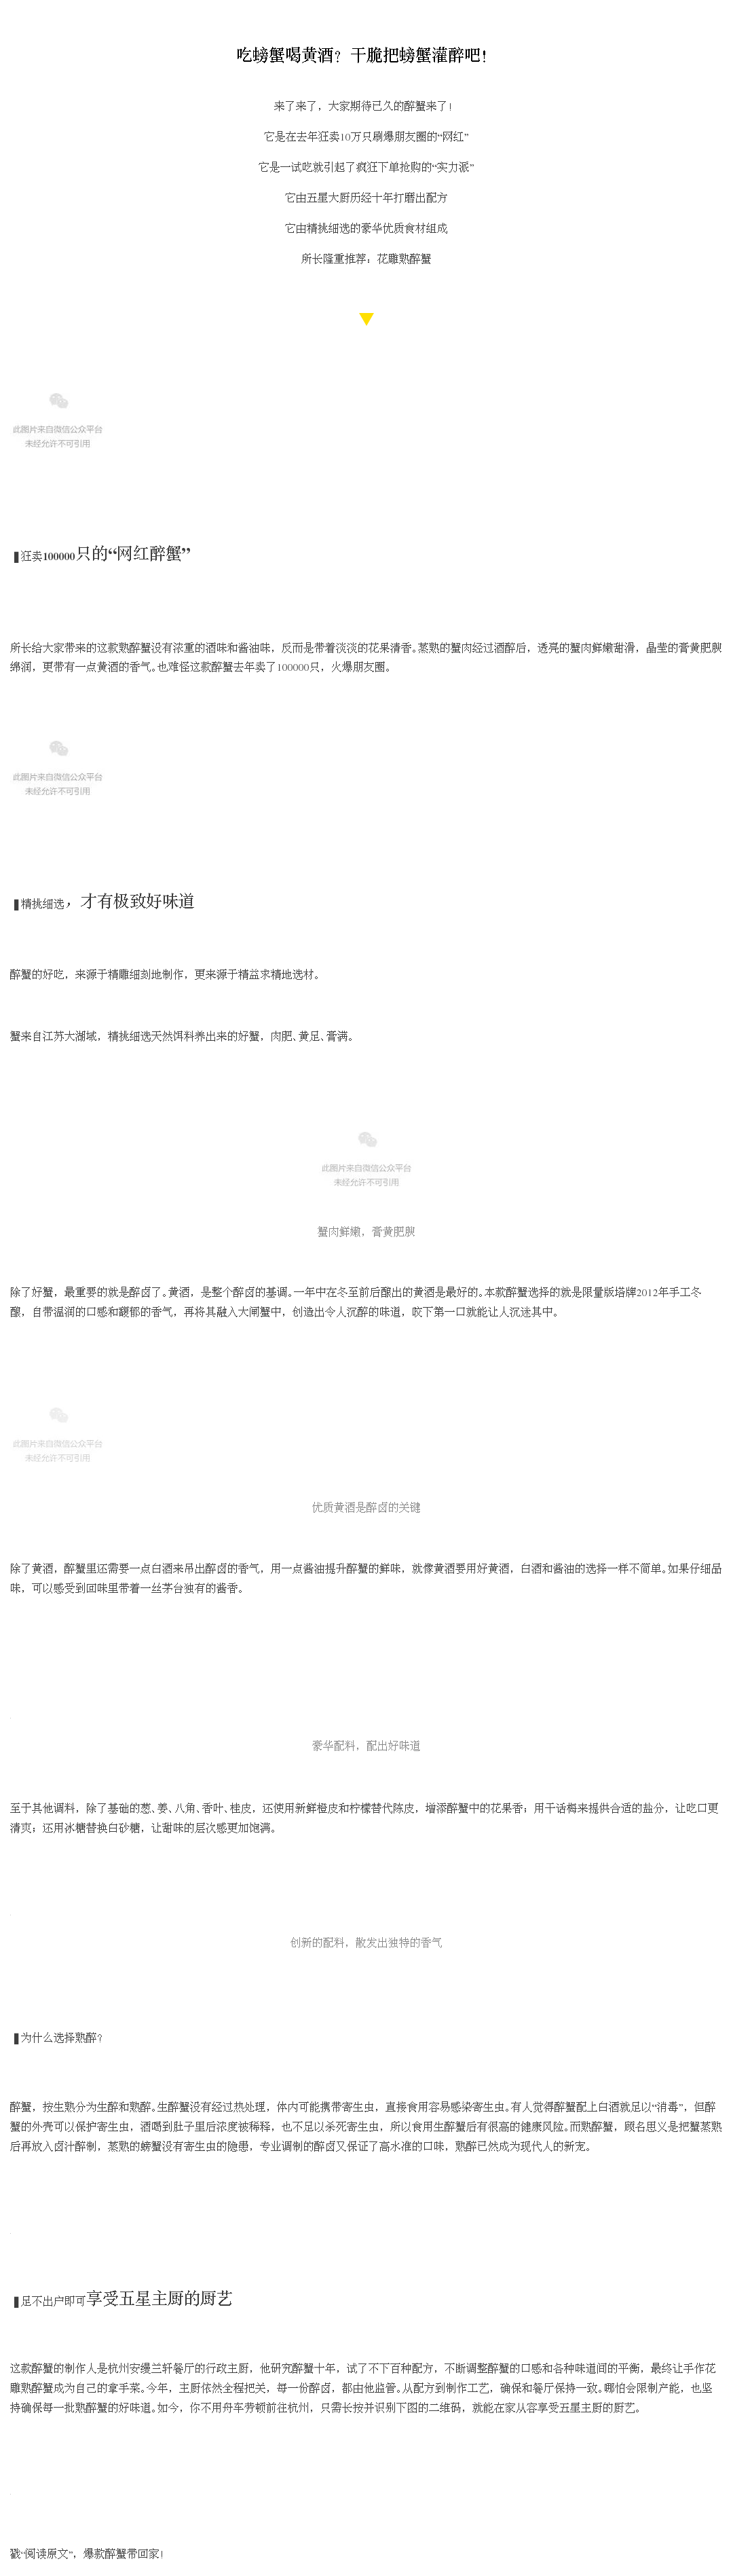 吃螃蟹喝黄酒？干脆把螃蟹灌醉吧！
来了来了，大家期待已久的醉蟹来了！
它是在去年狂卖10万只刷爆朋友圈的“网红”
它是一试吃就引起了疯狂下单抢购的“实力派”
它由五星大厨历经十年打磨出配方
它由精挑细选的豪华优质食材组成
所长隆重推荐：花雕熟醉蟹
▼
此图片来自微信公众平台
未经允许不可引用
▌狂卖100000只的“网红醉蟹”
所长给大家带来的这款熟醉蟹没有浓重的酒味和酱油味，反而是带着淡淡的花果清香。蒸熟的蟹肉经过酒醉后，透亮的蟹肉鲜嫩甜滑，晶莹的膏黄肥腴
绵润，更带有一点黄酒的香气。也难怪这款醉蟹去年卖了100000只，火爆朋友圈。
此图片来自微信公众平台
未经允许不可引用
▌精挑细选，才有极致好味道
醉蟹的好吃，来源于精雕细刻地制作，更来源于精益求精地选材。
蟹来自江苏大湖域，精挑细选天然饵料养出来的好蟹，肉肥、黄足、膏满。
此图片来自微信公众平台
未经允许不可引用
蟹肉鲜嫩，膏黄肥腴
除了好蟹，最重要的就是醉卤了。黄酒，是整个醉卤的基调。一年中在冬至前后酿出的黄酒是最好的。本款醉蟹选择的就是限量版塔牌2012年手工冬
酿，自带温润的口感和馥郁的香气，再将其融入大闸蟹中，创造出令人沉醉的味道，咬下第一口就能让人沉迷其中。
此图片来自微信公众平台
未经允许不可引用
优质黄酒是醉卤的关键
除了黄酒，醉蟹里还需要一点白酒来吊出醉卤的香气，用一点酱油提升醉蟹的鲜味，就像黄酒要用好黄酒，白酒和酱油的选择一样不简单。如果仔细品
味，可以感受到回味里带着一丝茅台独有的酱香。
豪华配料，配出好味道
至于其他调料，除了基础的葱、姜、八角、香叶、桂皮，还使用新鲜橙皮和柠檬替代陈皮，增添醉蟹中的花果香；用干话梅来提供合适的盐分，让吃口更
清爽；还用冰糖替换白砂糖，让甜味的层次感更加饱满。
创新的配料，散发出独特的香气
▌为什么选择熟醉？
醉蟹，按生熟分为生醉和熟醉。生醉蟹没有经过热处理，体内可能携带寄生虫，直接食用容易感染寄生虫。有人觉得醉蟹配上白酒就足以“消毒”，但醉
蟹的外壳可以保护寄生虫，酒喝到肚子里后浓度被稀释，也不足以杀死寄生虫，所以食用生醉蟹后有很高的健康风险。而熟醉蟹，顾名思义是把蟹蒸熟
后再放入卤汁醉制，蒸熟的螃蟹没有寄生虫的隐患，专业调制的醉卤又保证了高水准的口味，熟醉已然成为现代人的新宠。
▌足不出户即可享受五星主厨的厨艺
这款醉蟹的制作人是杭州安缦兰轩餐厅的行政主厨，他研究醉蟹十年，试了不下百种配方，不断调整醉蟹的口感和各种味道间的平衡，最终让手作花
雕熟醉蟹成为自己的拿手菜。今年，主厨依然全程把关，每一份醉卤，都由他监管。从配方到制作工艺，确保和餐厅保持一致。哪怕会限制产能，也坚
持确保每一批熟醉蟹的好味道。如今，你不用舟车劳顿前往杭州，只需长按并识别下图的二维码，就能在家从容享受五星主厨的厨艺。
戳“阅读原文”，爆款醉蟹带回家！